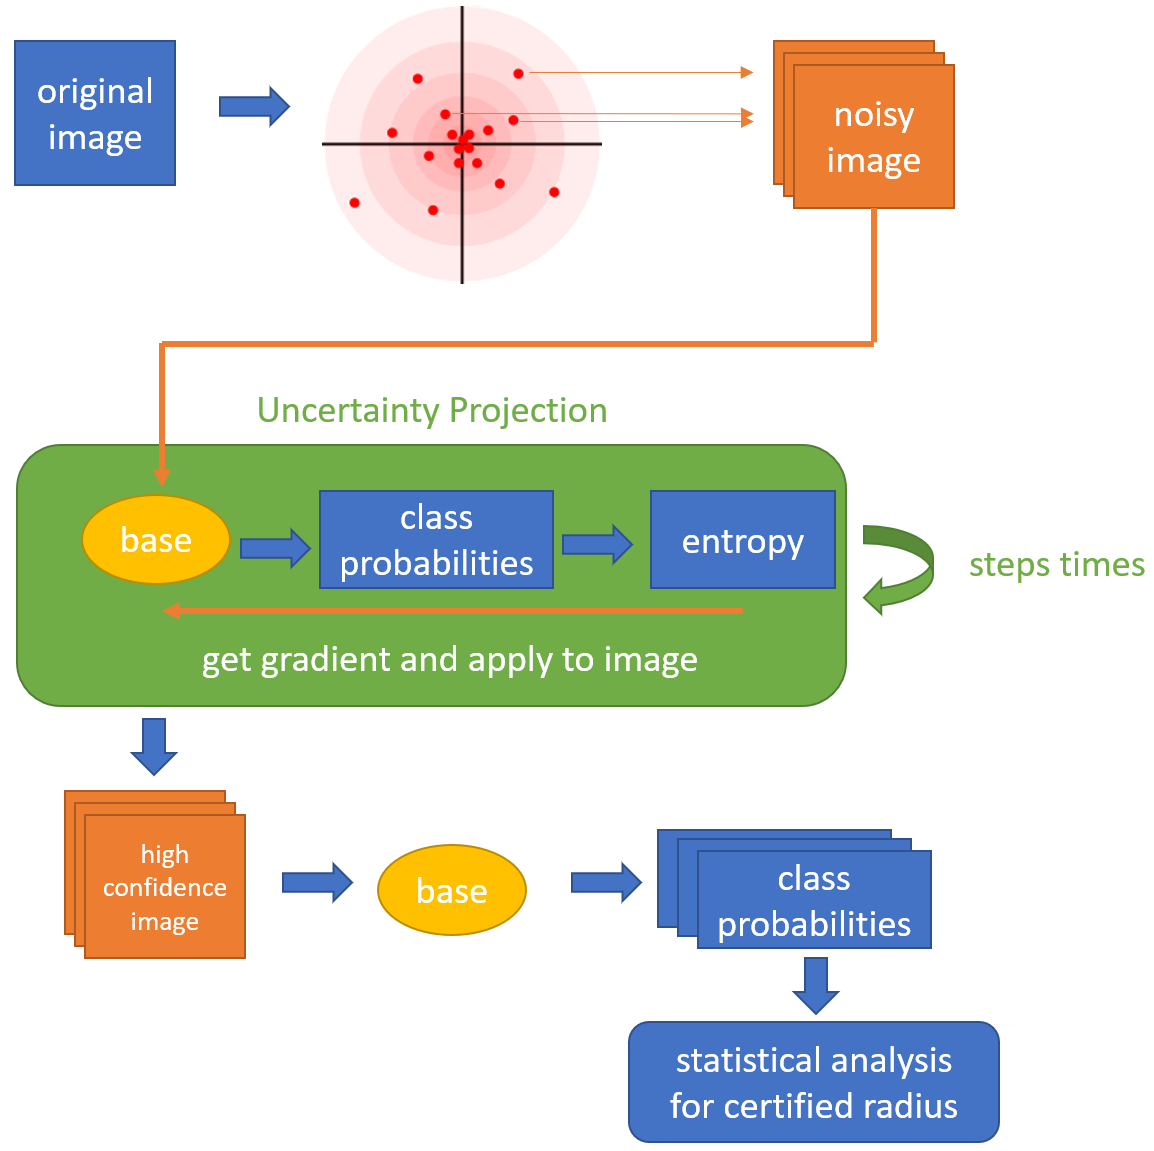 original
image
noisy
image
Uncertainty Projection
base
class
probabilities
entropy
steps times
get gradient and apply to image
high
confidence
image
base
class
probabilities
statistical analysis
for certified radius